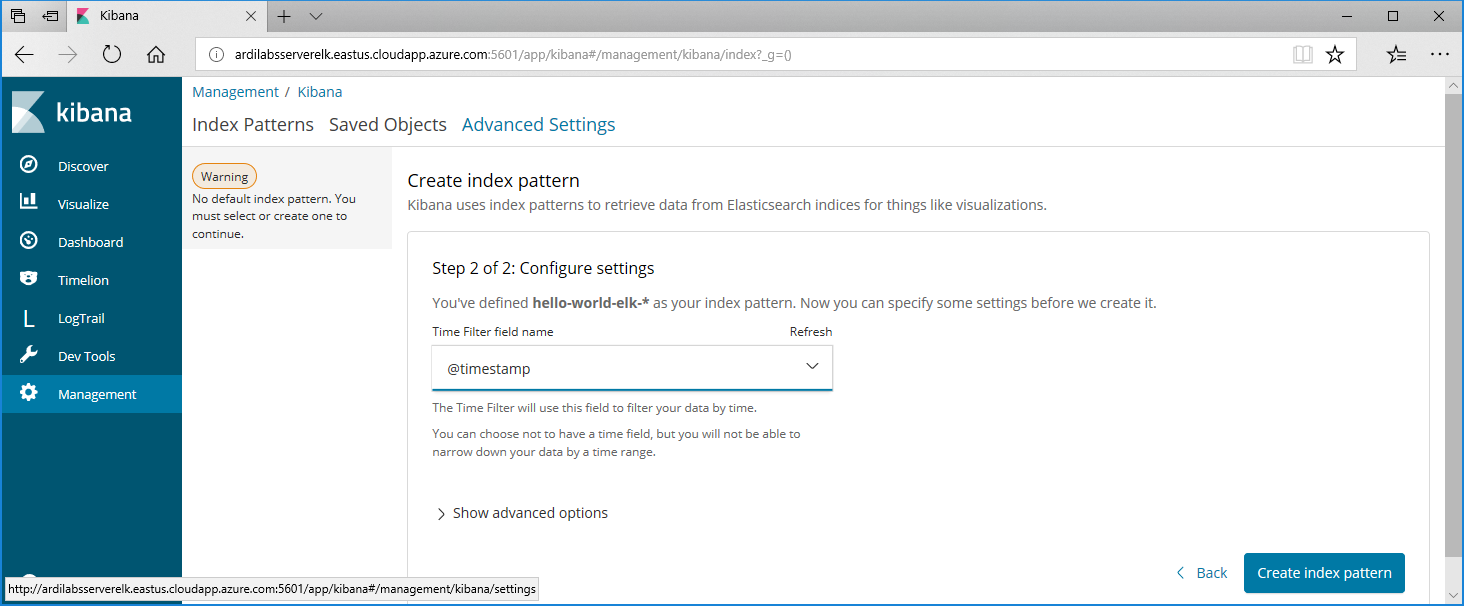 Kibana
ardilabsserverelk.eastus.cloudapp.azure.com:5601/app/kibana#/management/kibana/index?_g=()
kibana
Discover
Visualize
Dashboard
Timelion
L LogTrail
Dev Tools
Management
Management / Kibana
Index Patterns Saved Objects Advanced Settings
Warning
No default index pattern. You
must select or create one to
continue.
Create index pattern
Kibana uses index patterns to retrieve data from Elasticsearch indices for things like visualizations.
Step 2 of 2: Configure settings
You've defined hello-world-elk-* as your index pattern. Now you can specify some settings before we create it.
Time Filter field name Refresh
@timestamp
The Time Filter will use this field to filter your data by time.
You can choose not to have a time field, but you will not be able to
narrow down your data by a time range.
Show advanced options
Back Create index pattern
http://ardilabsserverelk.eastus.cloudapp.azure.com:5601/app/kibana#/management/kibana/settings